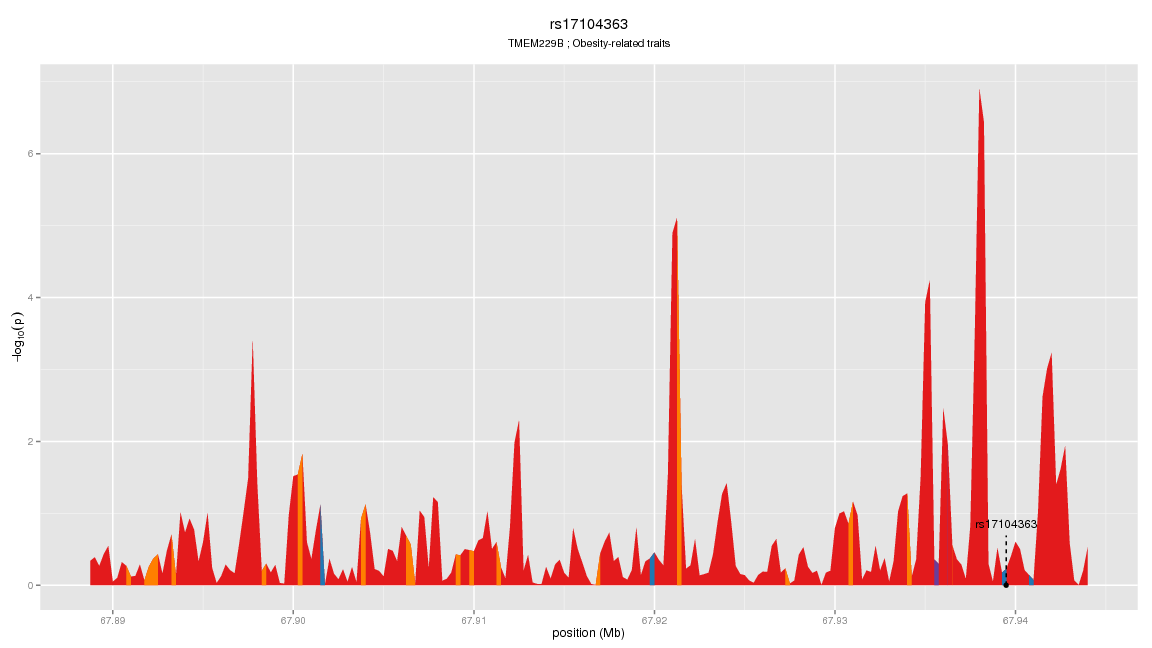 rs17104363
TMEM229B ; Obesity-related traits
−log10(p)
6
4
2
0
rs17104363
67.89 67.90 67.91 67.92 67.93 67.94
position (Mb)